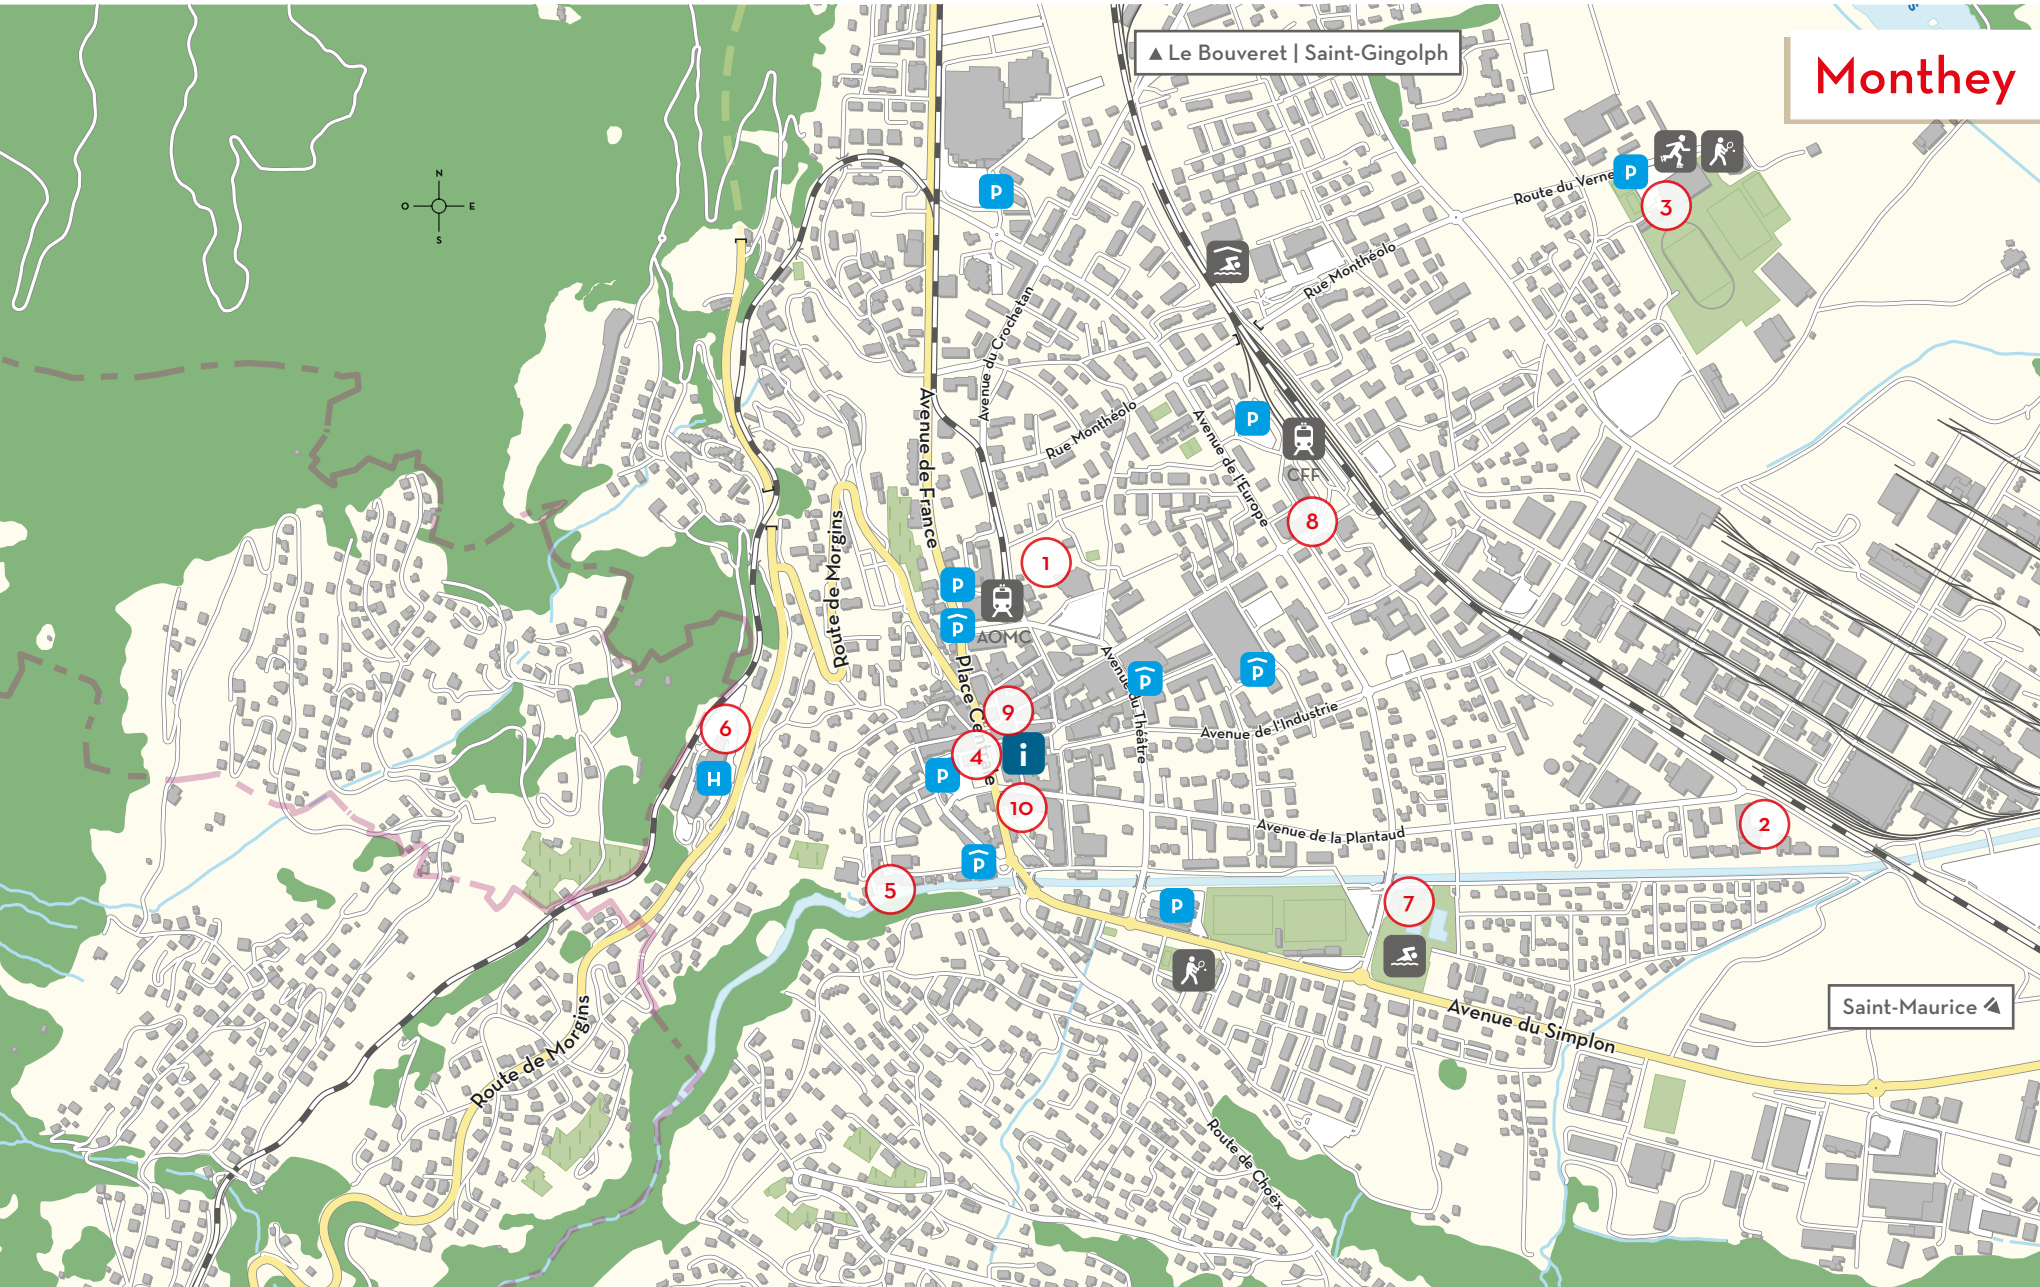 ▲ Le Bouveret | Saint-Gingolph
Monthey
N
O
E
S
P
P
3
Route du Verne
Rue Monthéolo
Avenue du Crochetan
Rue Monthéolo
Avenue de France
Avenue de l'Europe
P
CFF
8
1
Route de Morgins
P
P
AOMC
Place Centrale
Avenue du Théâtre
P
P
9
6
Avenue de l'Industrie
4
i
H
P
10
2
Avenue de la Plantaud
P
5
P
7
Saint-Maurice
Avenue du Simplon
Route de Morgins
Route de Choëx